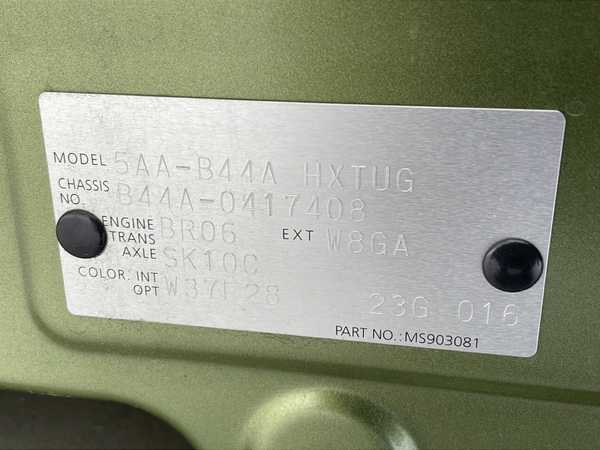 MODEL 5AA-B44A HXTUG
CHASSIS NO. B44A-0417408
ENGINE BR06 EXT W8GA
TRANS AXLE SK10C
COLOR: INT OPT 28
23G 016
PART NO.:MS903081